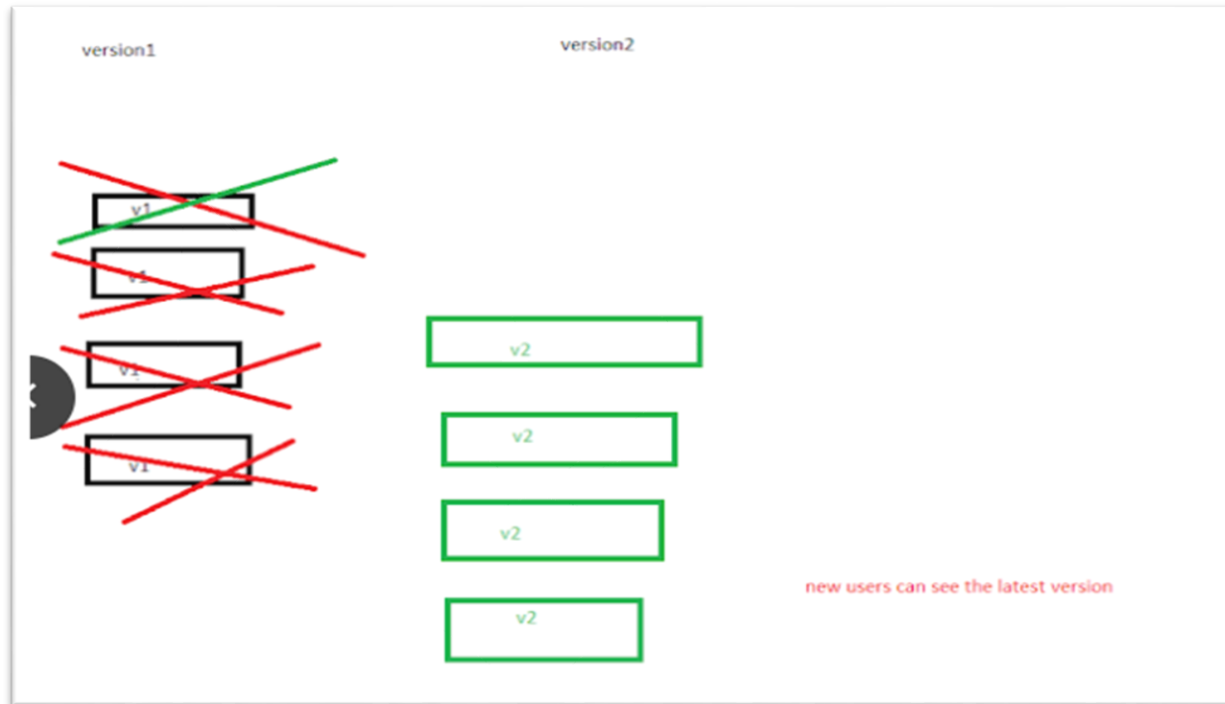 version1
version2
v1
v1
v1
v1
v2
v2
v2
v2
new users can see the latest version